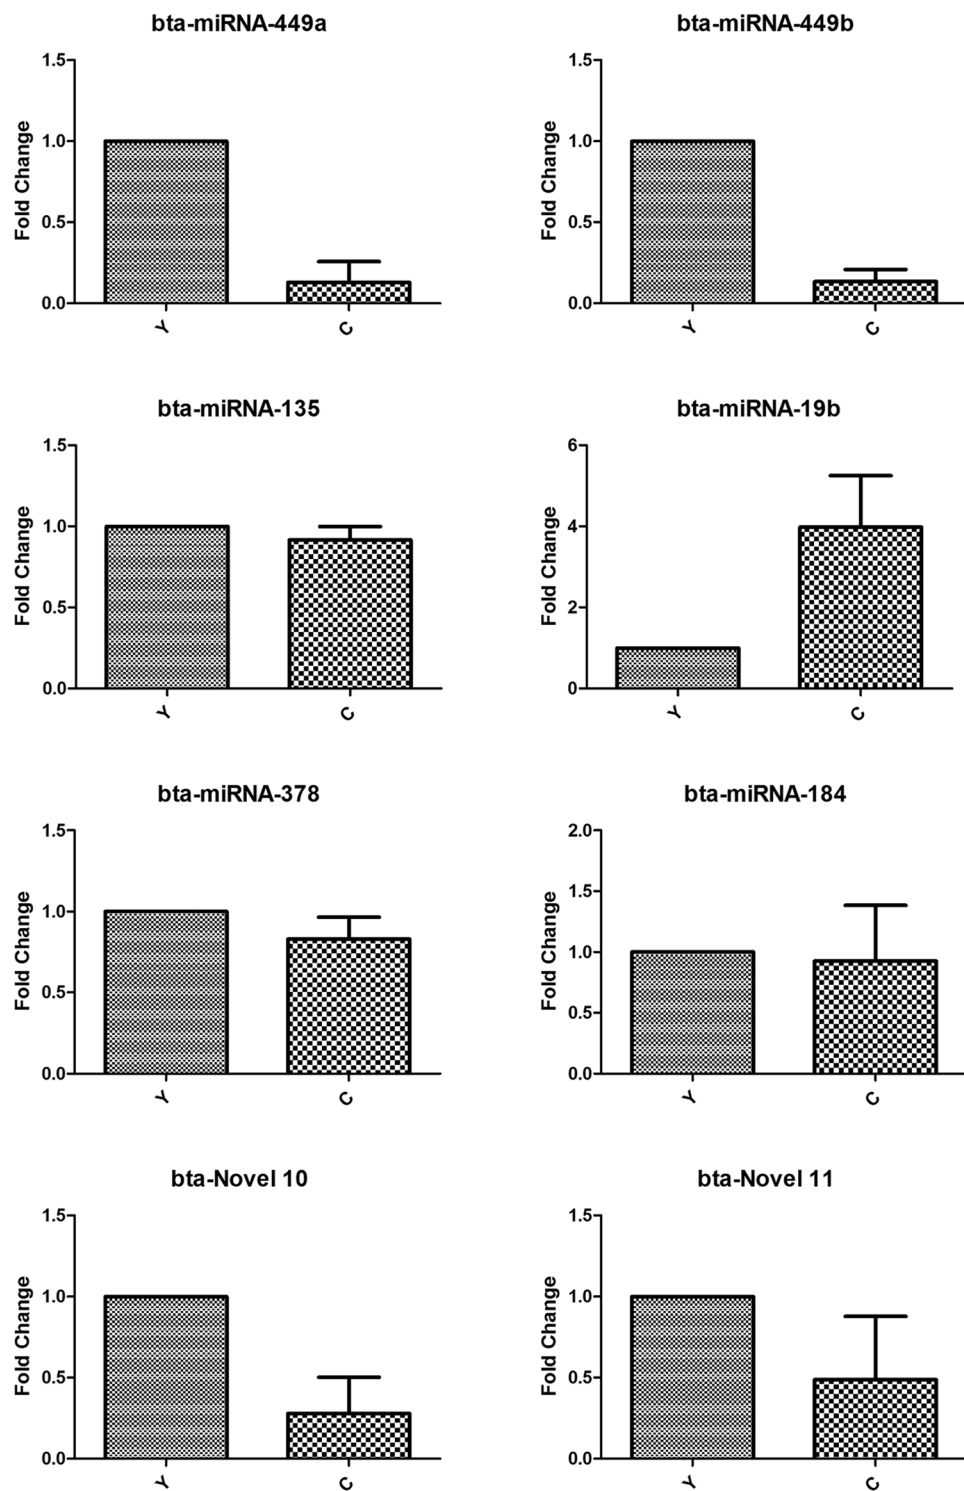 bta-miRNA-449a
1.5
1.0
0.5
0.0
Fold Change
Y
C
bta-miRNA-449b
1.5
1.0
0.5
0.0
Fold Change
Y
C
bta-miRNA-135
1.5
1.0
0.5
0.0
Fold Change
Y
C
bta-miRNA-19b
6
4
2
0
Fold Change
Y
C
bta-miRNA-378
1.5
1.0
0.5
0.0
Fold Change
Y
C
bta-miRNA-184
2.0
1.5
1.0
0.5
0.0
Fold Change
Y
C
bta-Novel 10
1.5
1.0
0.5
0.0
Fold Change
Y
C
bta-Novel 11
1.5
1.0
0.5
0.0
Fold Change
Y
C